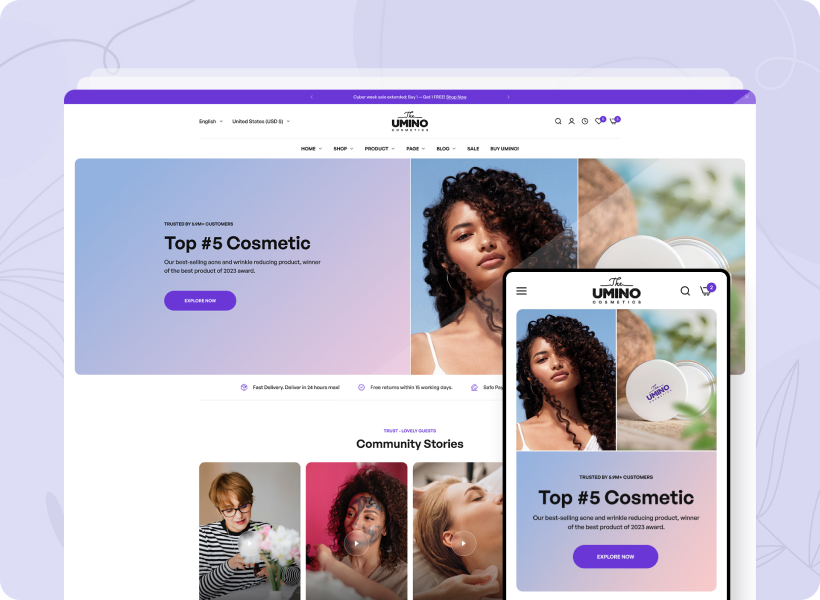 Cyber week sale extended: Buy 1 — Get 1 FREE! Shop Now
English
United States (USD $)
The
UMINO
COSMETICS
HOME
SHOP
PRODUCT
PAGE
BLOG
SALE
BUY UMINO!
TRUSTED BY 5.9M+ CUSTOMERS
Top #5 Cosmetic
Our best-selling acne and wrinkle reducing product, winner
of the best product of 2023 award.
EXPLORE NOW
Fast Delivery. Deliver in 24 hours max!
Free returns within 15 working days.
Safe Pay
TRUST - LOVELY GUESTS
Community Stories
The
UMINO
COSMETICS
2
UMINO
TRUSTED BY 5.9M+ CUSTOMERS
Top #5 Cosmetic
Our best-selling acne and wrinkle reducing product, winner
of the best product of 2023 award.
EXPLORE NOW